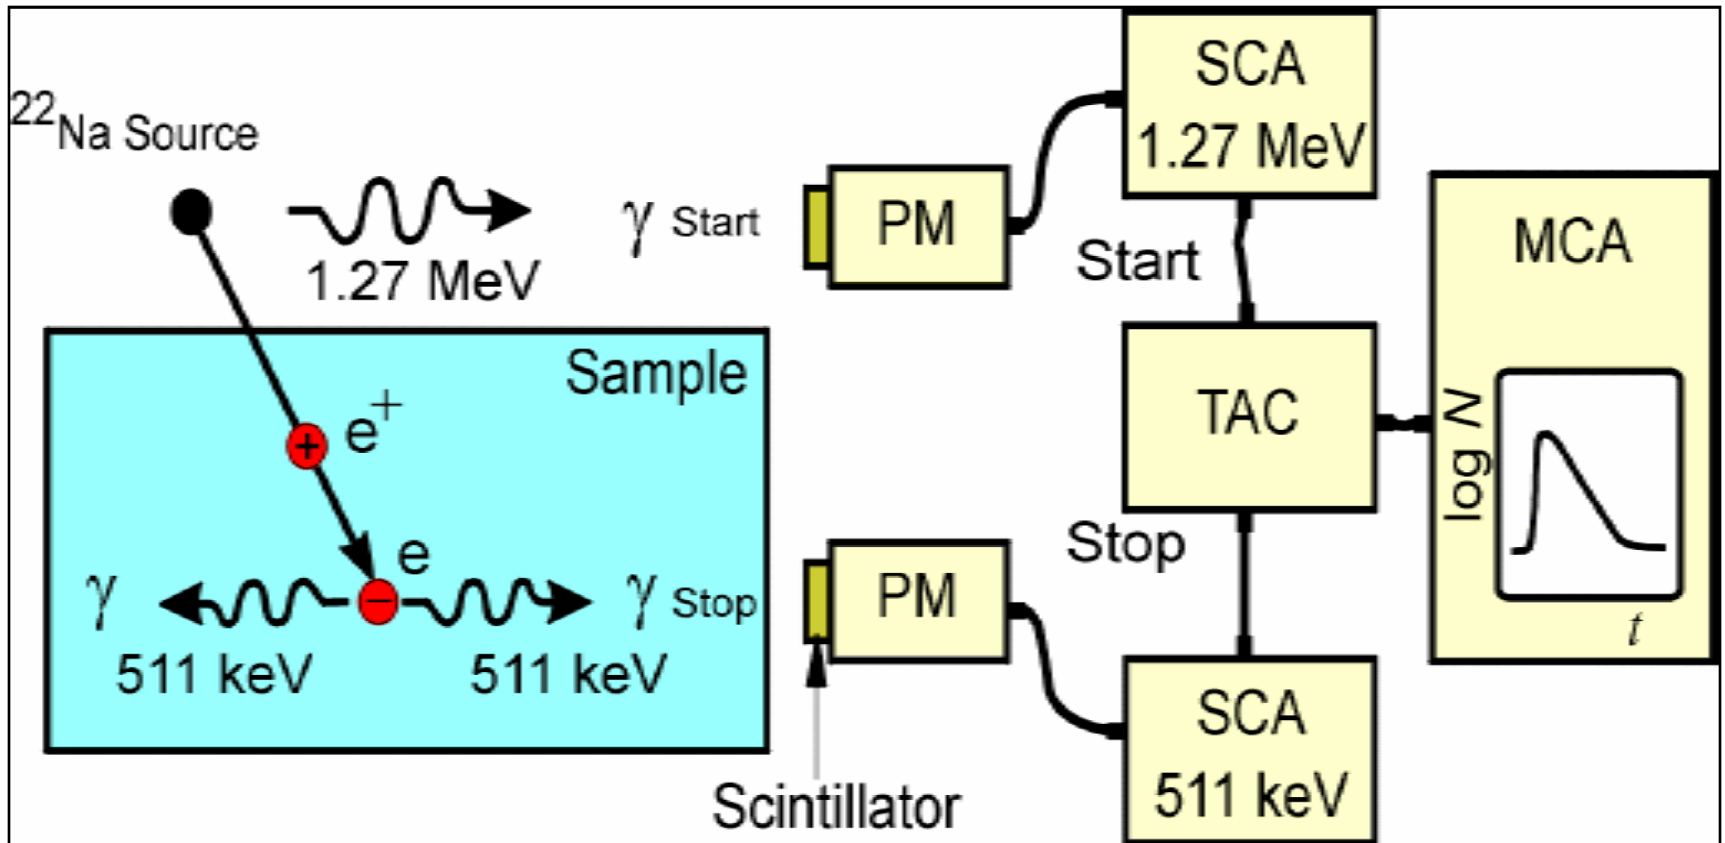 ²²Na Source
1.27 MeV
γ Start
PM
SCA
1.27 MeV
Start
MCA
Sample
e⁺
TAC
log N
t
Stop
e
γ
γ Stop
511 keV
511 keV
PM
SCA
511 keV
Scintillator
+
−